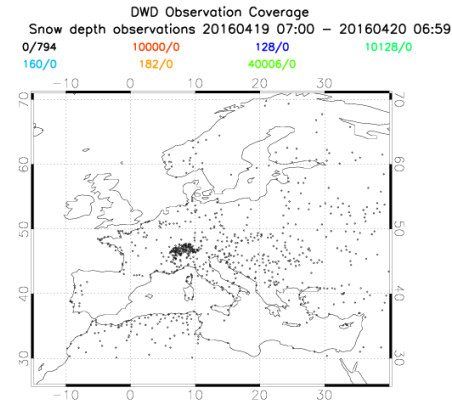 DWD Observation Coverage
Snow depth observations 20160419 07:00 - 20160420 06:59
0/794 10000/0 128/0 10128/0
160/0 182/0 40006/0
-10 0 10 20 30 40
70 70
60 60
50 50
40 40
30 30
-10 0 10 20 30 40